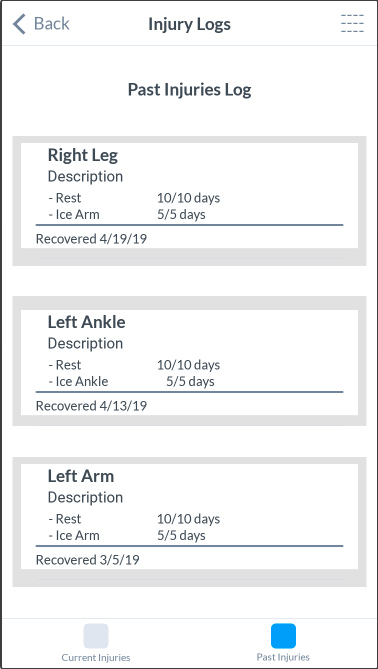 Back Injury Logs
Past Injuries Log
Right Leg
Description
- Rest 10/10 days
- Ice Arm 5/5 days
Recovered 4/19/19
Left Ankle
Description
- Rest 10/10 days
- Ice Ankle 5/5 days
Recovered 4/13/19
Left Arm
Description
- Rest 10/10 days
- Ice Arm 5/5 days
Recovered 3/5/19
Current Injuries Past Injuries